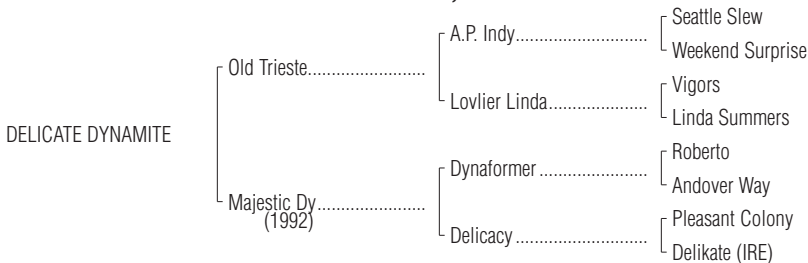 Seattle Slew
A.P. Indy..............................
Weekend Surprise
Old Trieste.........................
Vigors
Lovlier Linda.......................
Linda Summers
DELICATE DYNAMITE
Roberto
Dynaformer .........................
Andover Way
Majestic Dy.........................
(1992)
Pleasant Colony
Delicacy ..............................
Delikate (IRE)